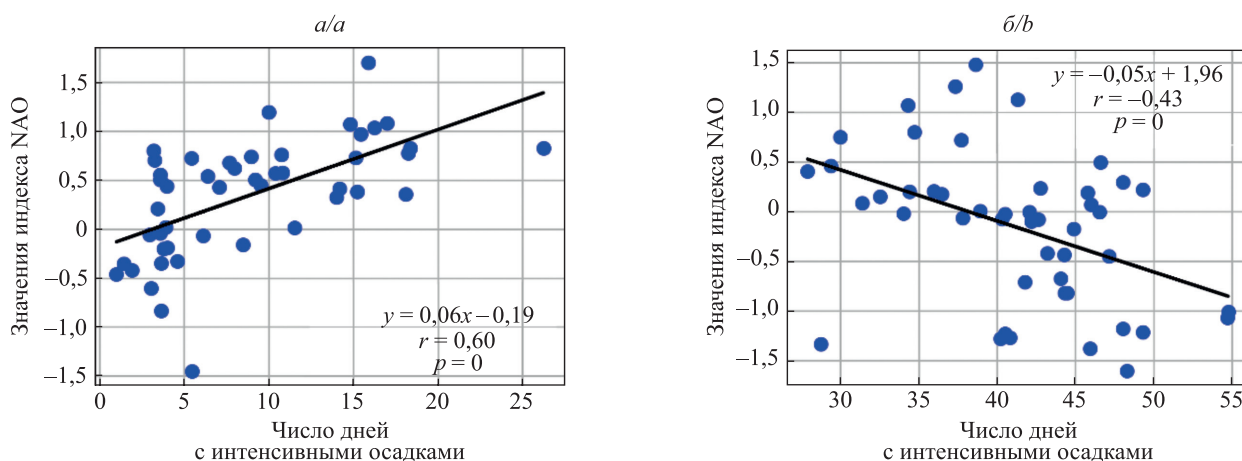 а/a
Значения индекса NAO
1,5
1,0
0,5
0
–0,5
–1,0
–1,5
y = 0,06x – 0,19
r = 0,60
p = 0
0 5 10 15 20 25
Число дней
с интенсивными осадками
б/b
Значения индекса NAO
1,5
1,0
0,5
0
–0,5
–1,0
–1,5
y = –0,05x + 1,96
r = –0,43
p = 0
30 35 40 45 50 55
Число дней
с интенсивными осадками